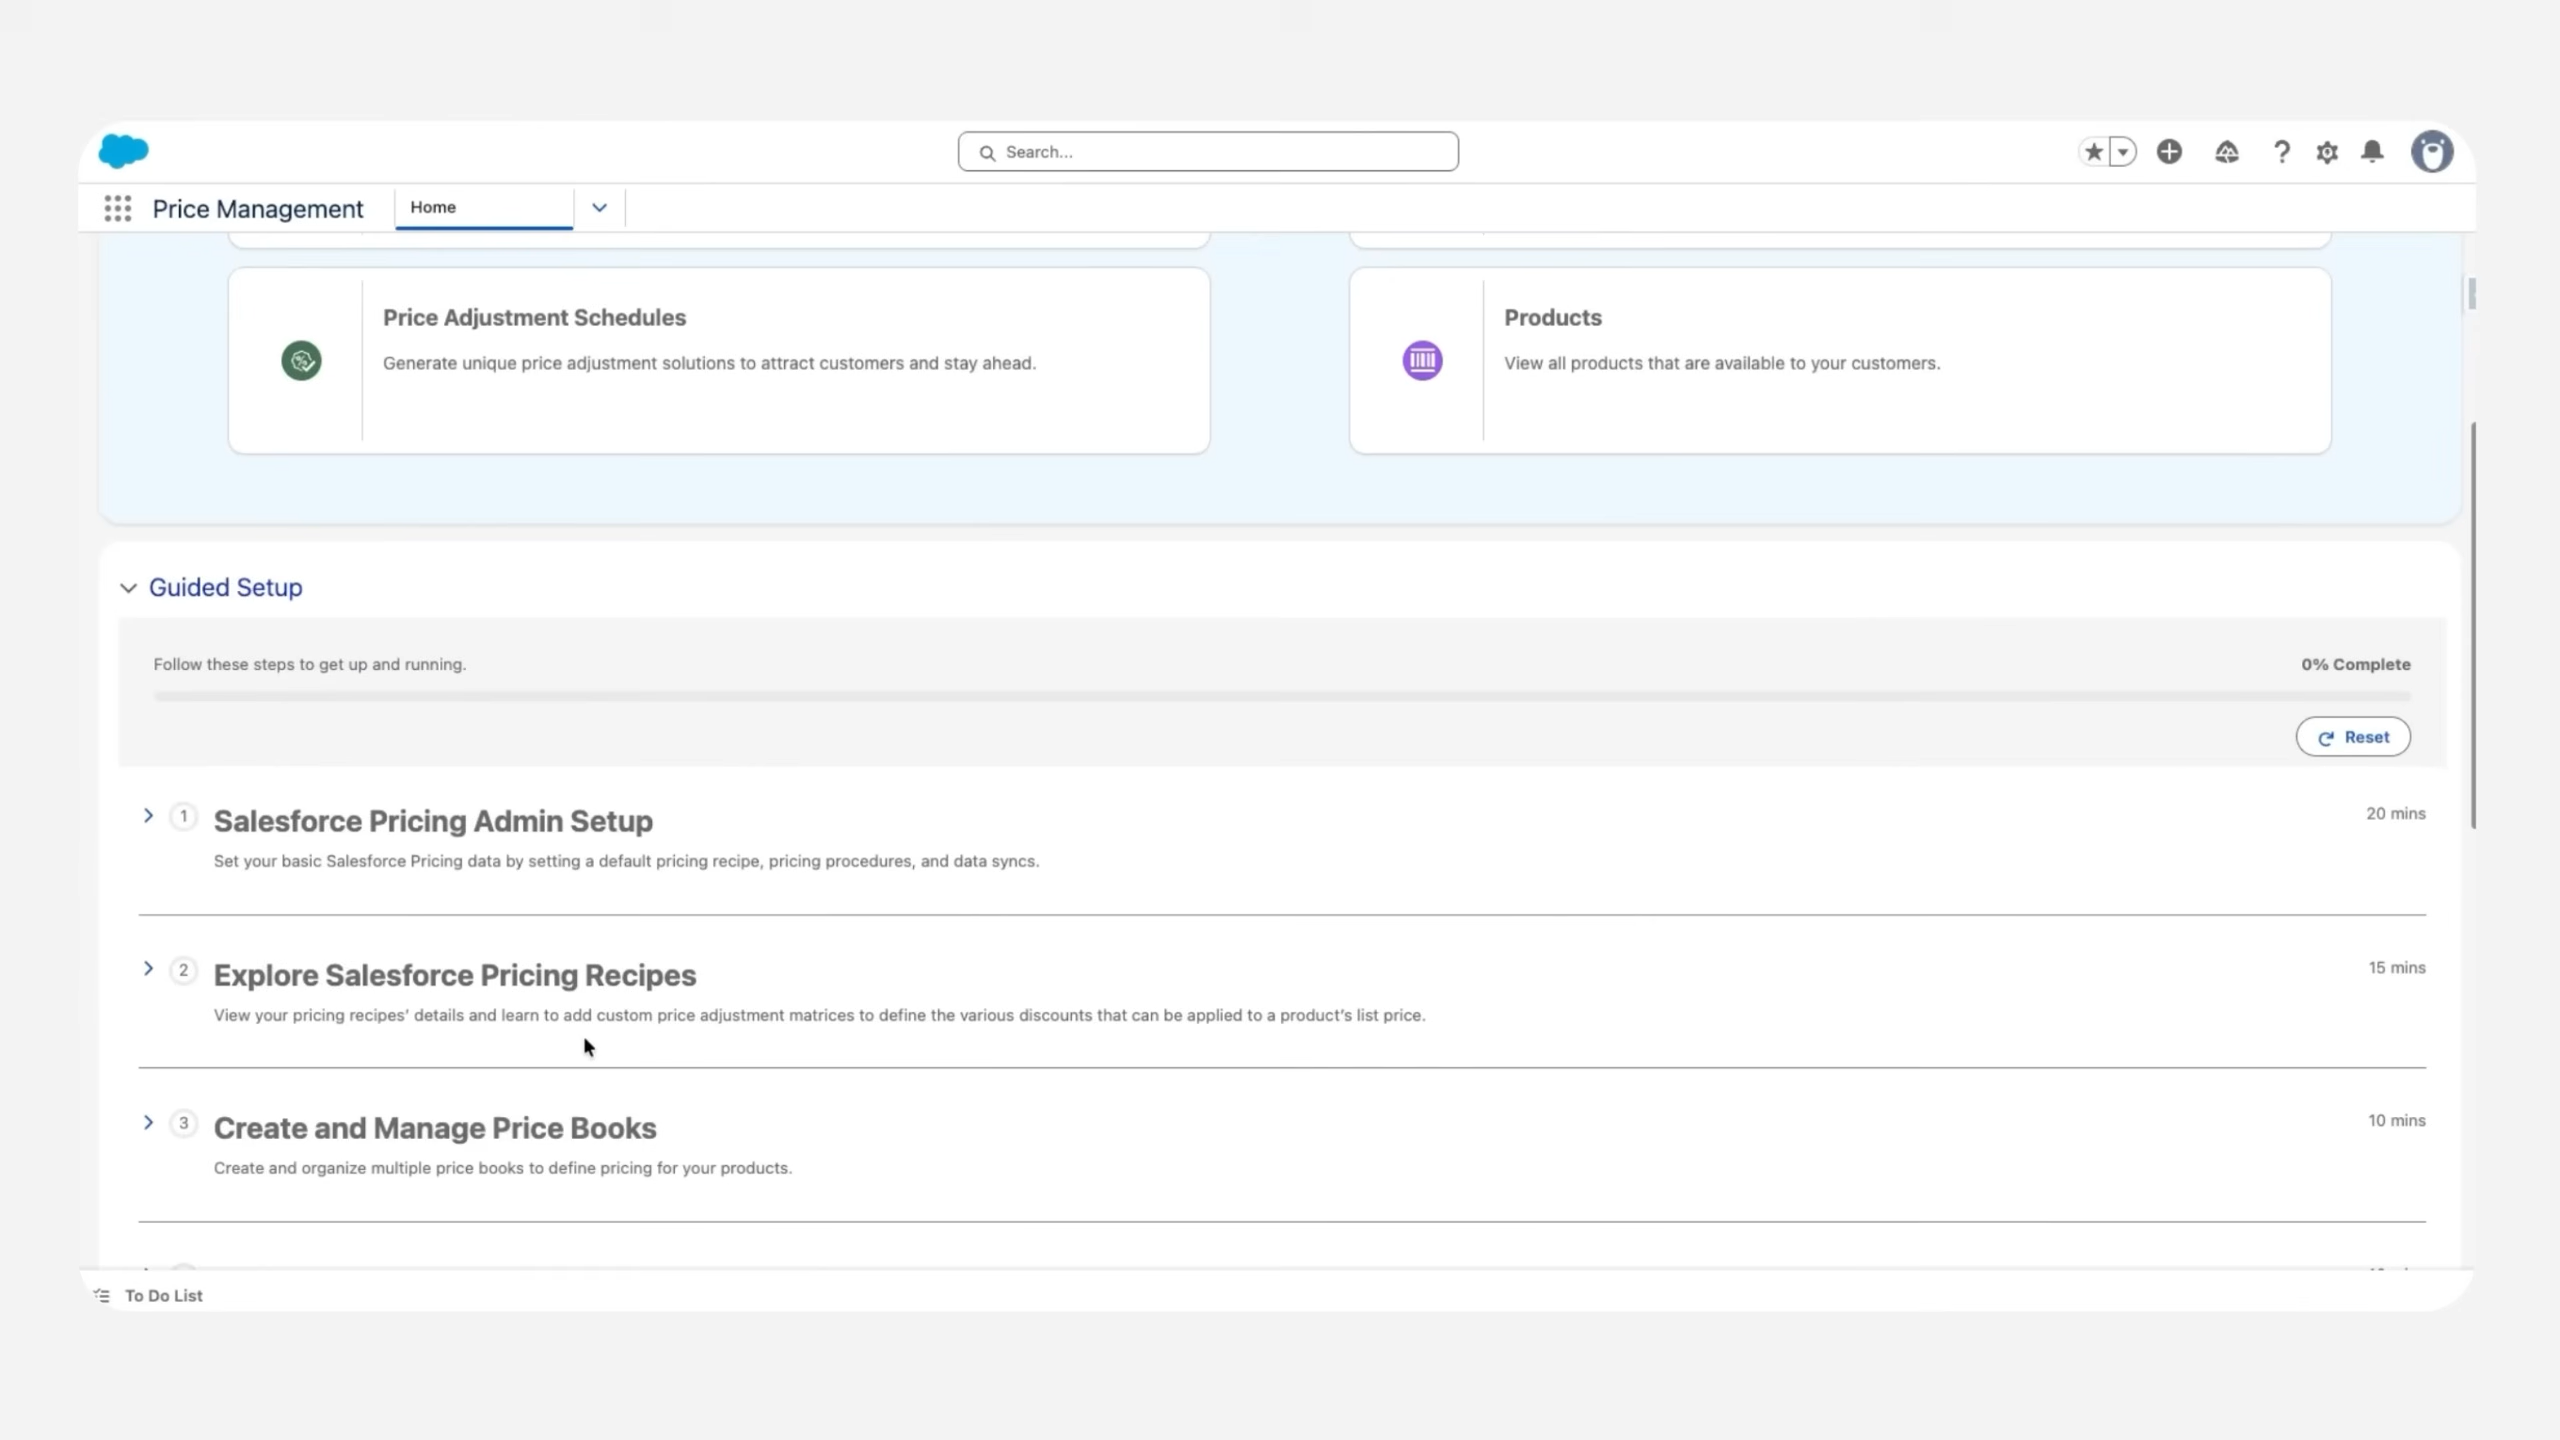 Search...
Price Management
Home
Price Adjustment Schedules
Generate unique price adjustment solutions to attract customers and stay ahead.
Products
View all products that are available to your customers.
Guided Setup
Follow these steps to get up and running.
0% Complete
Reset
1
Salesforce Pricing Admin Setup
20 mins
Set your basic Salesforce Pricing data by setting a default pricing recipe, pricing procedures, and data syncs.
2
Explore Salesforce Pricing Recipes
15 mins
View your pricing recipes' details and learn to add custom price adjustment matrices to define the various discounts that can be applied to a product's list price.
3
Create and Manage Price Books
10 mins
Create and organize multiple price books to define pricing for your products.
To Do List